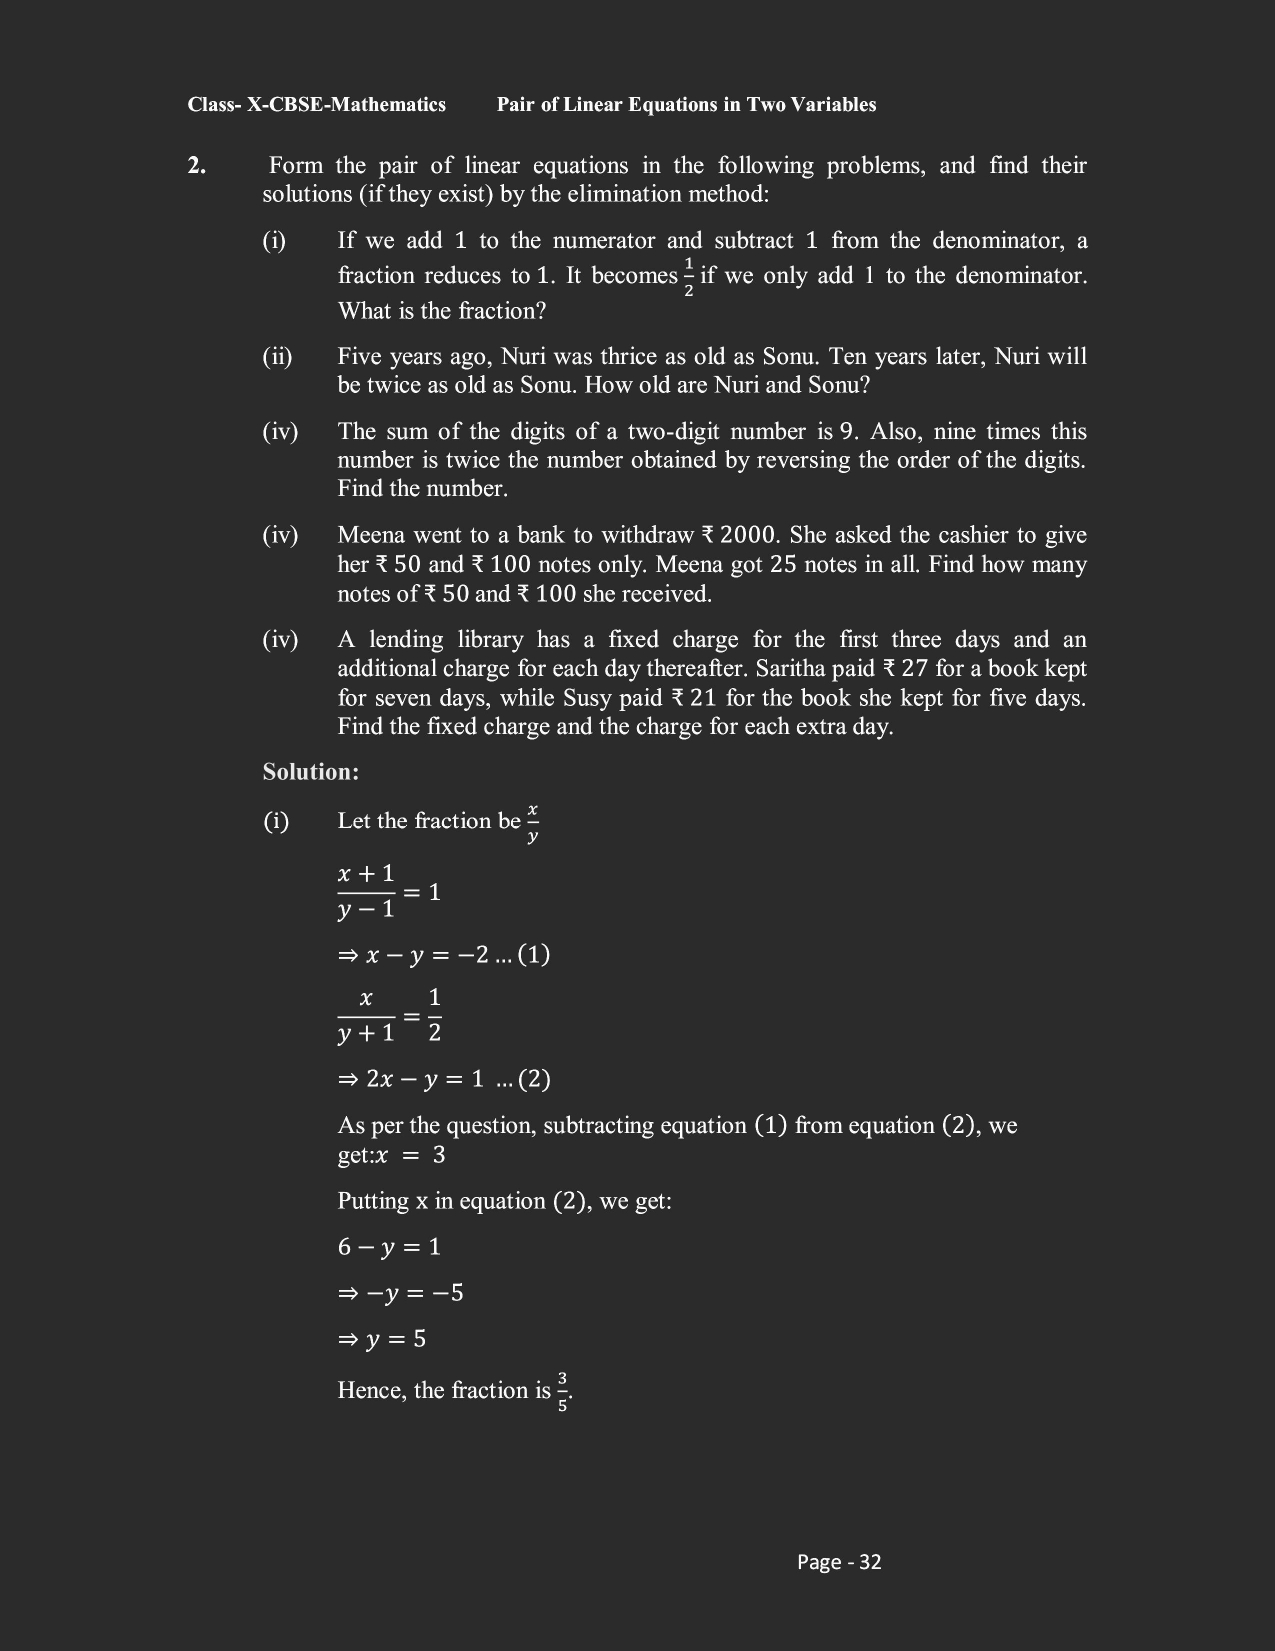 Class- X-CBSE-Mathematics Pair of Linear Equations in Two Variables
2. Form the pair of linear equations in the following problems, and find their
solutions (if they exist) by the elimination method:
(i) If we add 1 to the numerator and subtract 1 from the denominator, a
fraction reduces to 1. It becomes 1/2 if we only add 1 to the denominator.
What is the fraction?
(ii) Five years ago, Nuri was thrice as old as Sonu. Ten years later, Nuri will
be twice as old as Sonu. How old are Nuri and Sonu?
(iv) The sum of the digits of a two-digit number is 9. Also, nine times this
number is twice the number obtained by reversing the order of the digits.
Find the number.
(iv) Meena went to a bank to withdraw ₹ 2000. She asked the cashier to give
her ₹ 50 and ₹ 100 notes only. Meena got 25 notes in all. Find how many
notes of ₹ 50 and ₹ 100 she received.
(iv) A lending library has a fixed charge for the first three days and an
additional charge for each day thereafter. Saritha paid ₹ 27 for a book kept
for seven days, while Susy paid ₹ 21 for the book she kept for five days.
Find the fixed charge and the charge for each extra day.
Solution:
(i) Let the fraction be x/y
(x + 1)/(y − 1) = 1
⇒ x − y = −2 … (1)
x/(y + 1) = 1/2
⇒ 2x − y = 1 … (2)
As per the question, subtracting equation (1) from equation (2), we
get:x = 3
Putting x in equation (2), we get:
6 − y = 1
⇒ −y = −5
⇒ y = 5
Hence, the fraction is 3/5.
Page - 32